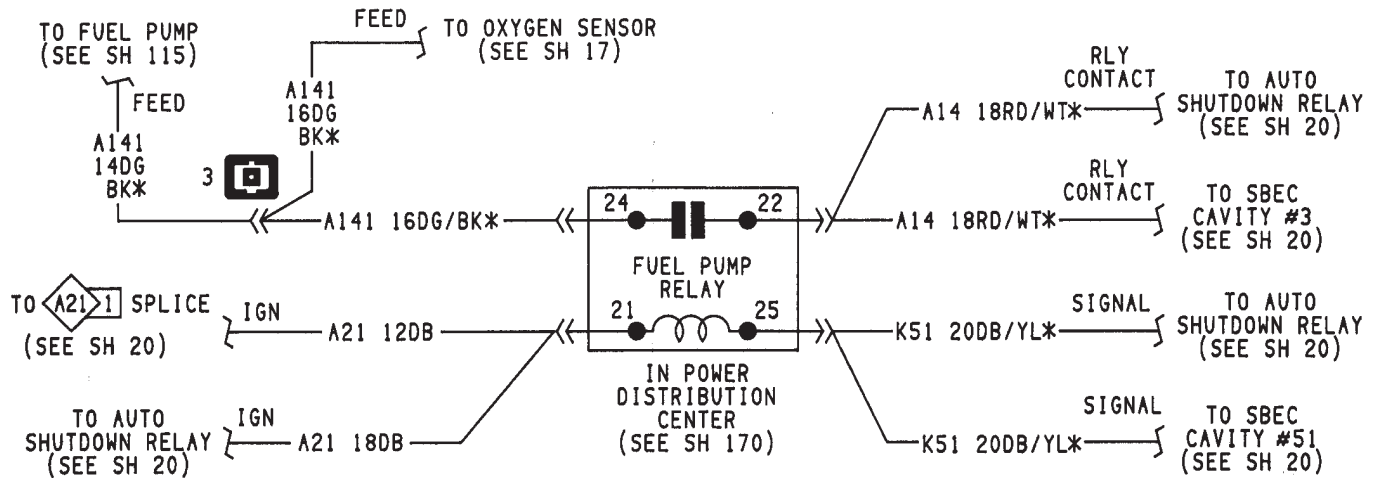 TO FUEL PUMP
(SEE SH 115)
FEED
A141
14DG
BK*
FEED
TO OXYGEN SENSOR
(SEE SH 17)
A141
16DG
BK*
3
A141 16DG/BK*
24
22
FUEL PUMP
RELAY
21
25
IN POWER
DISTRIBUTION
CENTER
(SEE SH 170)
TO A21 1 SPLICE
(SEE SH 20)
IGN
A21 12DB
TO AUTO
SHUTDOWN RELAY
(SEE SH 20)
IGN
A21 18DB
A14 18RD/WT*
RLY
CONTACT
TO AUTO
SHUTDOWN RELAY
(SEE SH 20)
A14 18RD/WT*
RLY
CONTACT
TO SBEC
CAVITY #3
(SEE SH 20)
K51 20DB/YL*
SIGNAL
TO AUTO
SHUTDOWN RELAY
(SEE SH 20)
K51 20DB/YL*
SIGNAL
TO SBEC
CAVITY #51
(SEE SH 20)